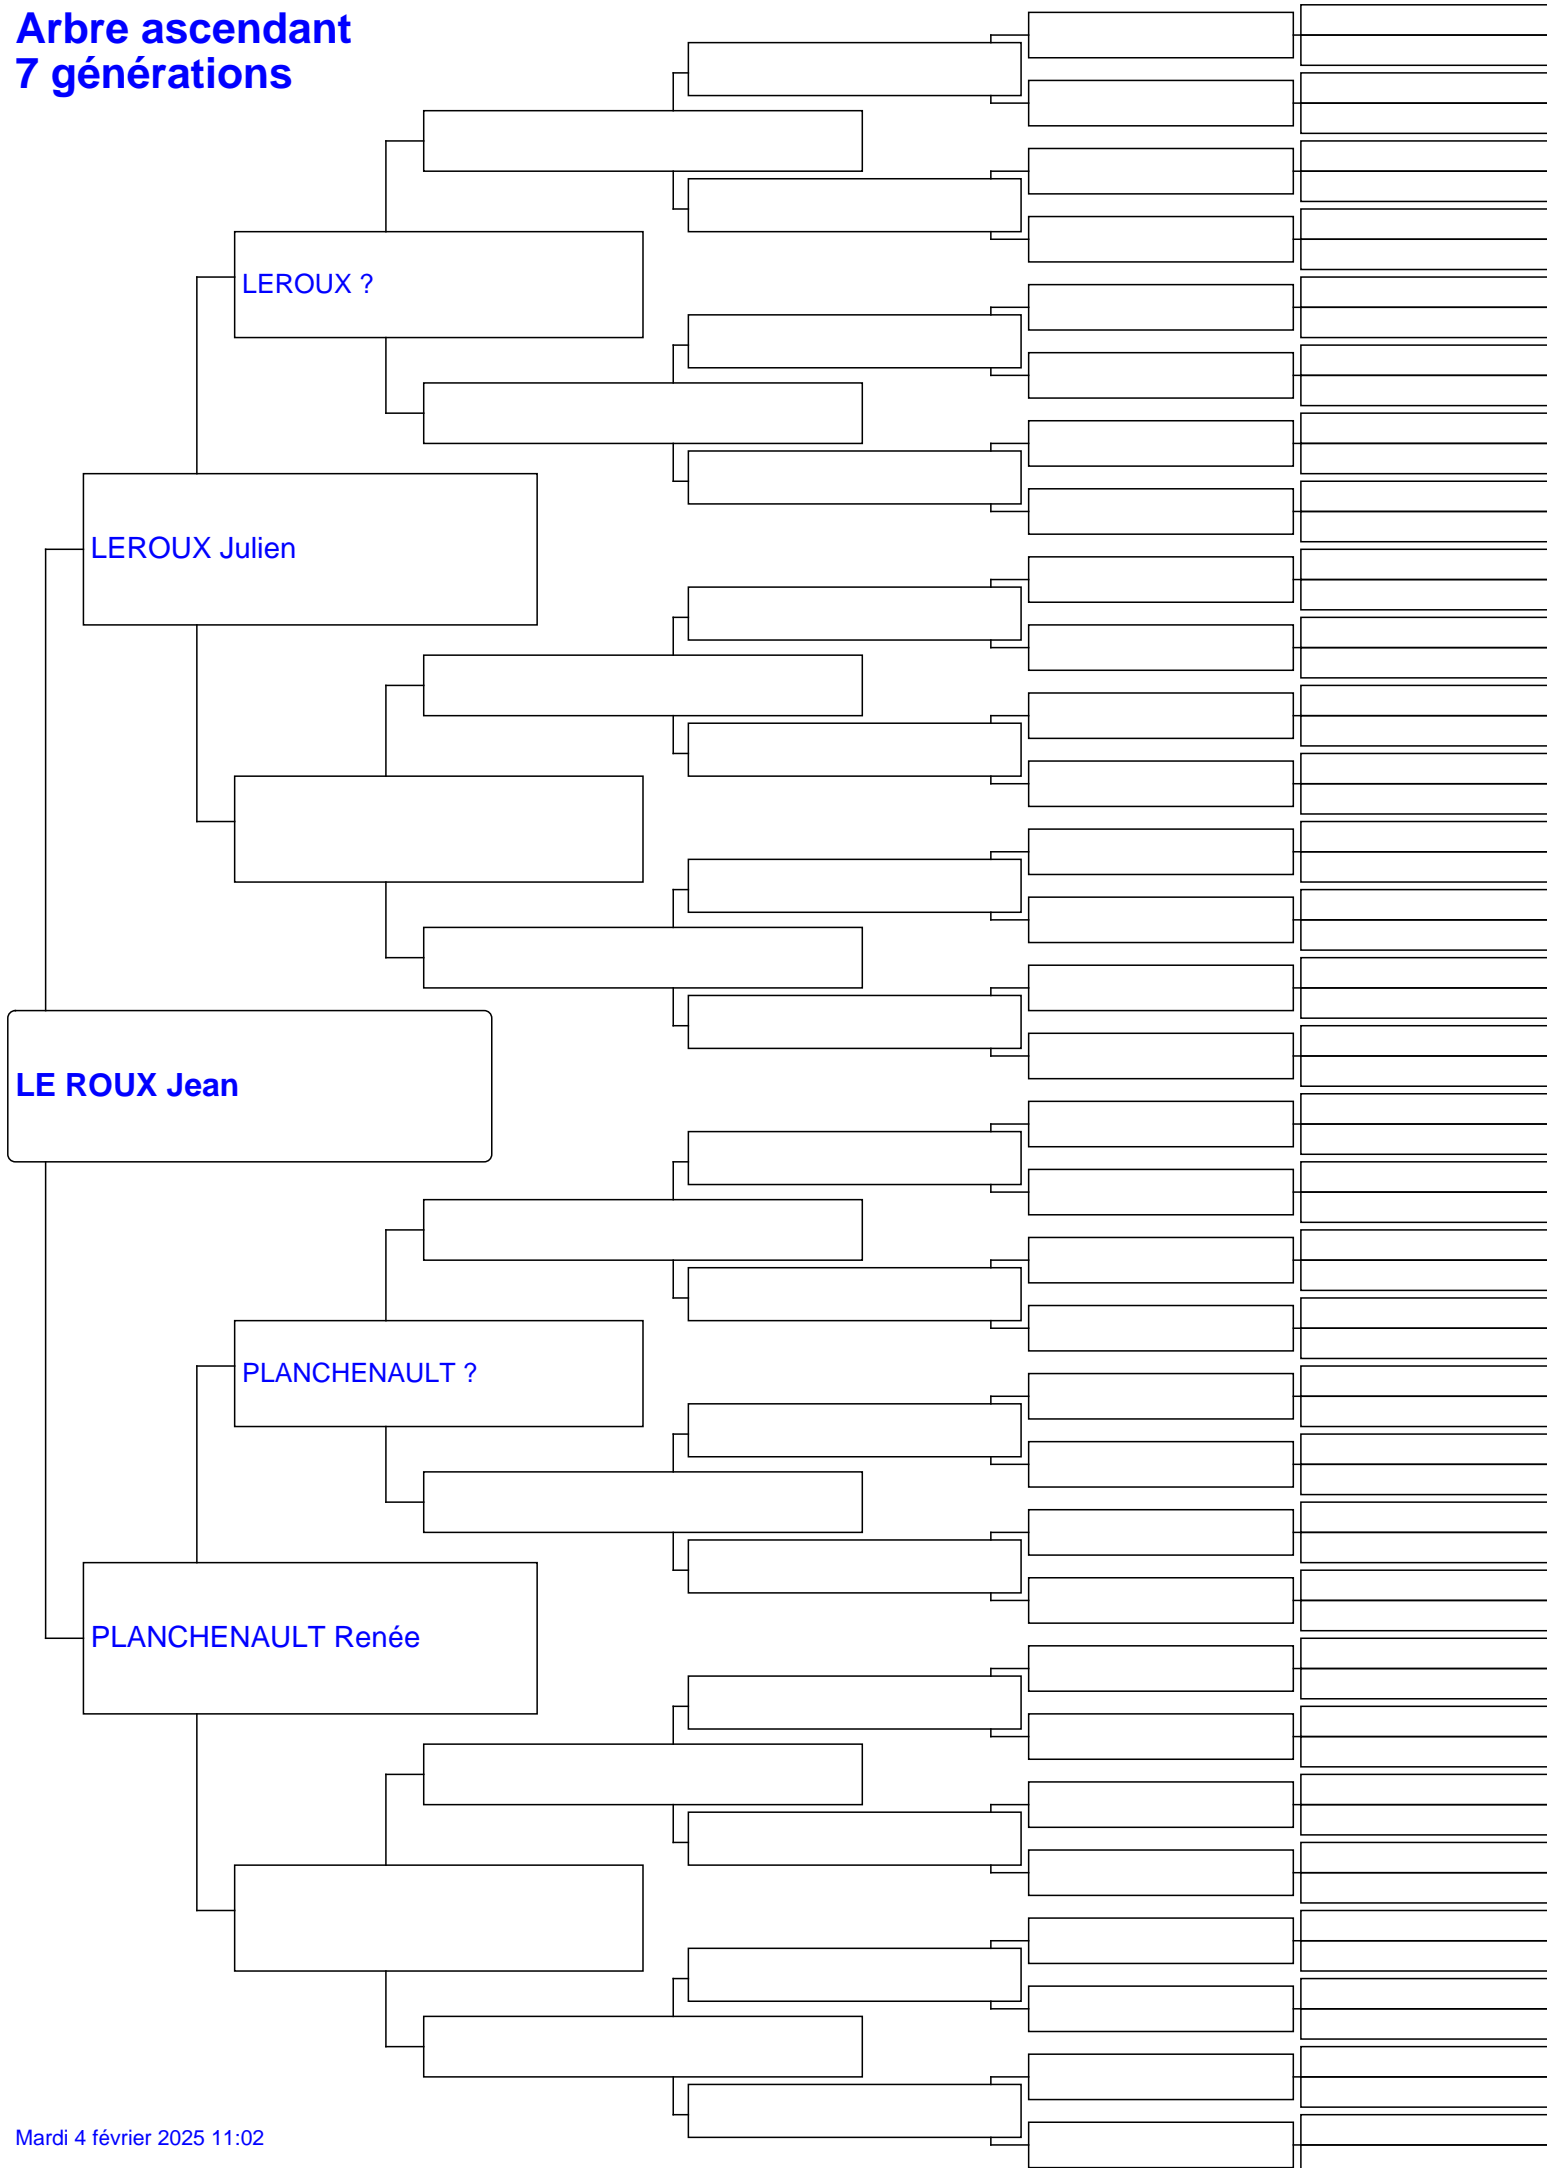 Arbre ascendant
7 générations
LEROUX ?
LEROUX Julien
LE ROUX Jean
PLANCHENAULT ?
PLANCHENAULT Renée
Mardi 4 février 2025 11:02